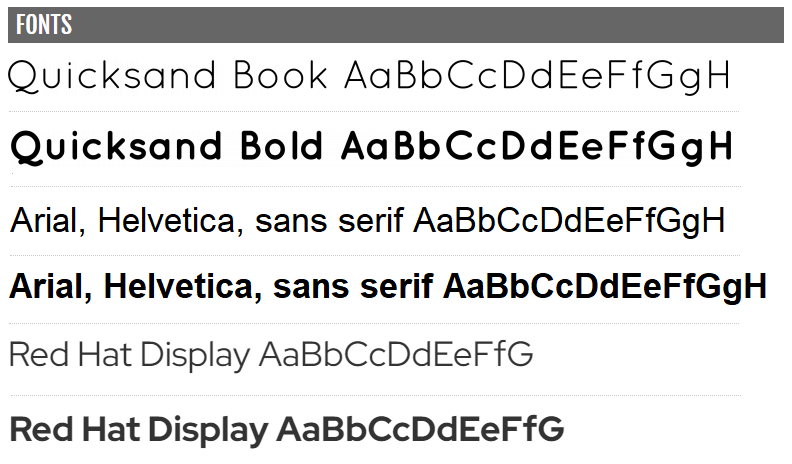 FONTS
Quicksand Book AaBbCcDdEeFfGgH
Quicksand Bold AaBbCcDdEeFfGgH
Arial, Helvetica, sans serif AaBbCcDdEeFfGgH
Arial, Helvetica, sans serif AaBbCcDdEeFfGgH
Red Hat Display AaBbCcDdEeFfG
Red Hat Display AaBbCcDdEeFfG